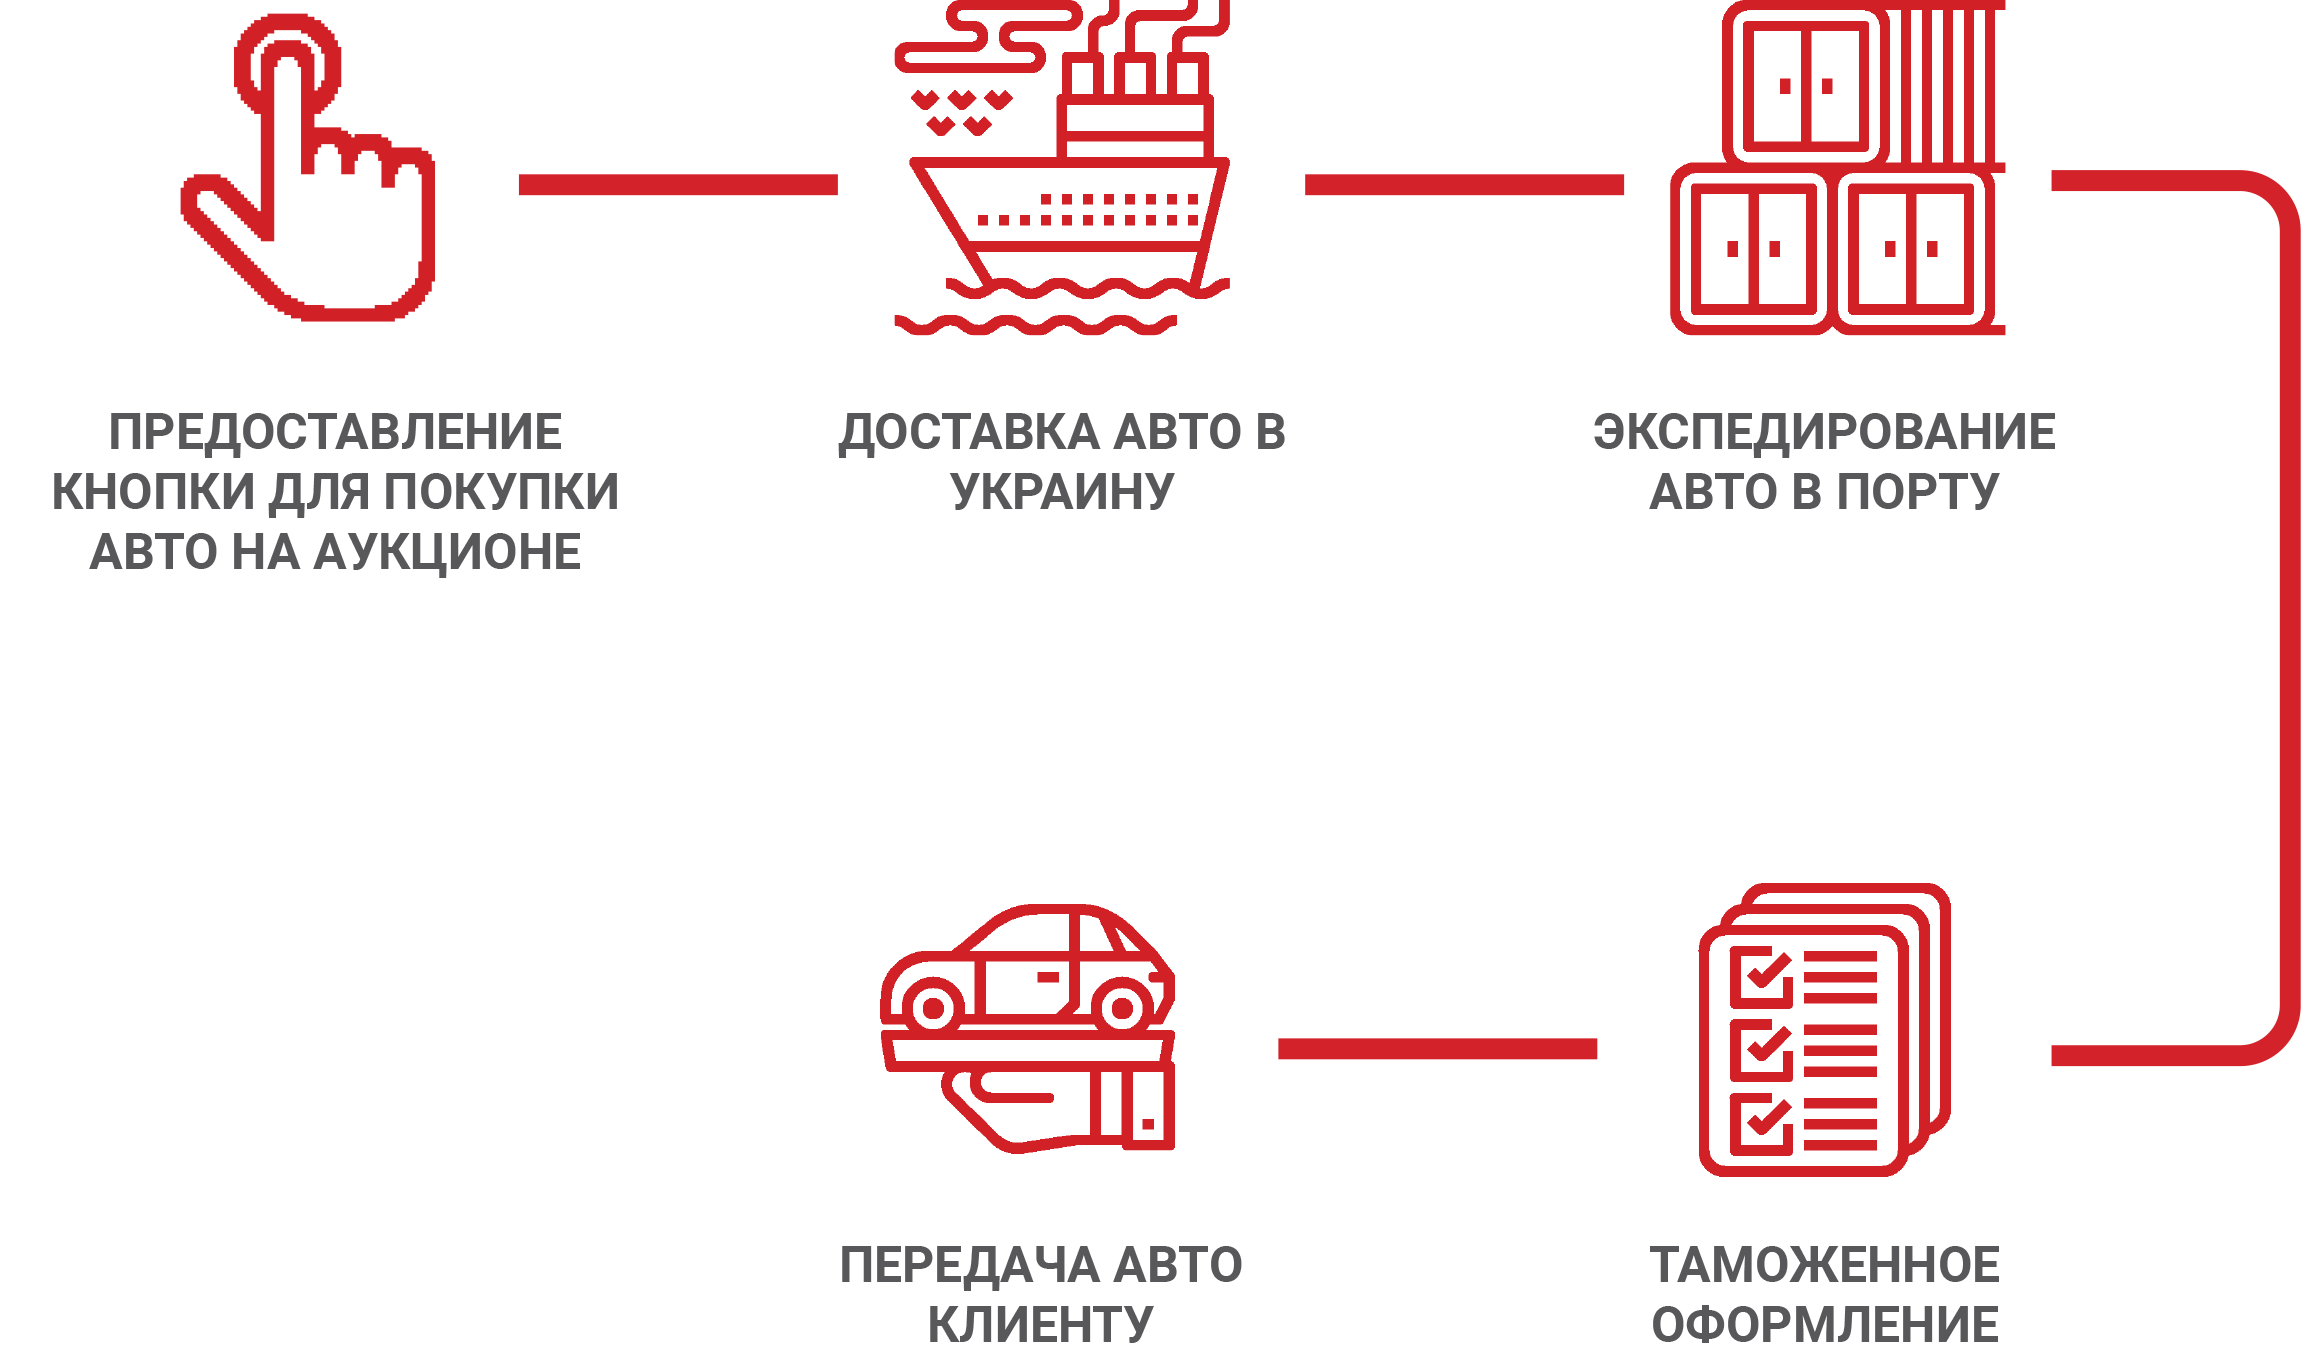 ПРЕДОСТАВЛЕНИЕ
КНОПКИ ДЛЯ ПОКУПКИ
АВТО НА АУКЦИОНЕ
ДОСТАВКА АВТО В
УКРАИНУ
ЭКСПЕДИРОВАНИЕ
АВТО В ПОРТУ
ПЕРЕДАЧА АВТО
КЛИЕНТУ
ТАМОЖЕННОЕ
ОФОРМЛЕНИЕ